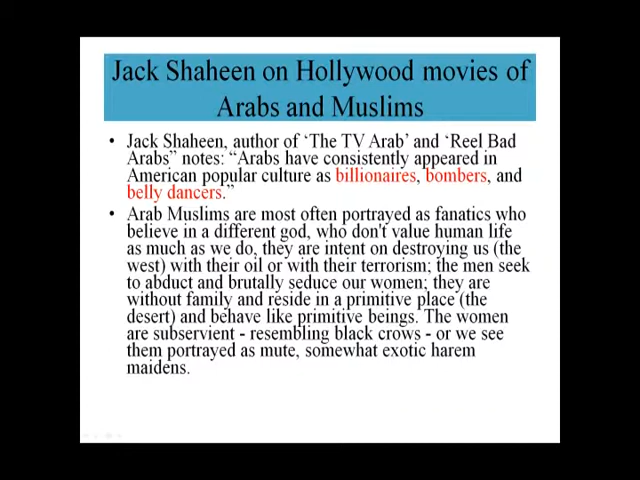 Jack Shaheen on Hollywood movies of
Arabs and Muslims
• Jack Shaheen, author of 'The TV Arab' and 'Reel Bad
Arabs" notes: "Arabs have consistently appeared in
American popular culture as billionaires, bombers, and
belly dancers."
• Arab Muslims are most often portrayed as fanatics who
believe in a different god, who don't value human life
as much as we do, they are intent on destroying us (the
west) with their oil or with their terrorism; the men seek
to abduct and brutally seduce our women; they are
without family and reside in a primitive place (the
desert) and behave like primitive beings. The women
are subservient - resembling black crows - or we see
them portrayed as mute, somewhat exotic harem
maidens.